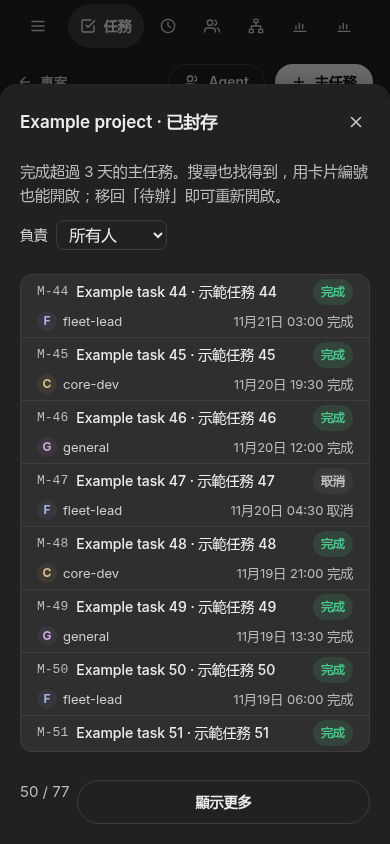 任務
專案
Agent
主任務
Example project · 已封存
完成超過 3 天的主任務。搜尋也找得到，用卡片編號
也能開啟；移回「待辦」即可重新開啟。
負責 所有人
M-44 Example task 44 · 示範任務 44 完成
F fleet-lead 11月21日 03:00 完成
M-45 Example task 45 · 示範任務 45 完成
C core-dev 11月20日 19:30 完成
M-46 Example task 46 · 示範任務 46 完成
G general 11月20日 12:00 完成
M-47 Example task 47 · 示範任務 47 取消
F fleet-lead 11月20日 04:30 取消
M-48 Example task 48 · 示範任務 48 完成
C core-dev 11月19日 21:00 完成
M-49 Example task 49 · 示範任務 49 完成
G general 11月19日 13:30 完成
M-50 Example task 50 · 示範任務 50 完成
F fleet-lead 11月19日 06:00 完成
M-51 Example task 51 · 示範任務 51 完成
50 / 77 顯示更多